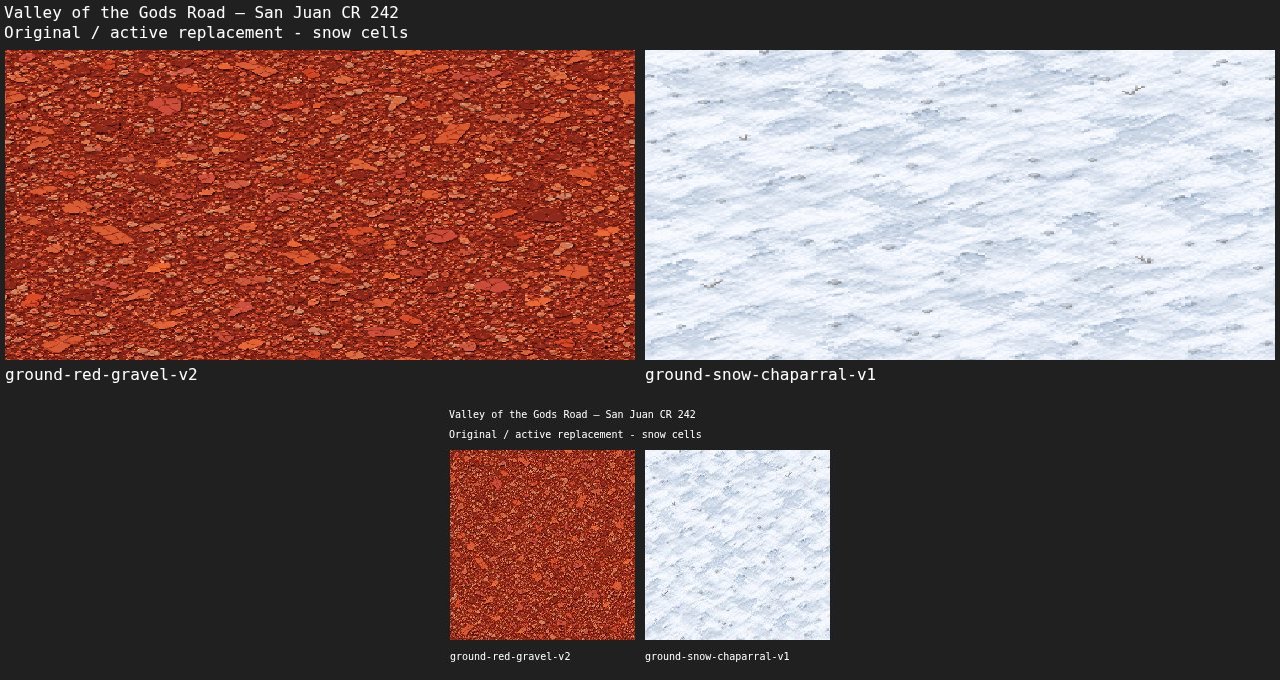 Valley of the Gods Road — San Juan CR 242
Original / active replacement - snow cells
ground-red-gravel-v2
ground-snow-chaparral-v1
Valley of the Gods Road — San Juan CR 242
Original / active replacement - snow cells
ground-red-gravel-v2
ground-snow-chaparral-v1